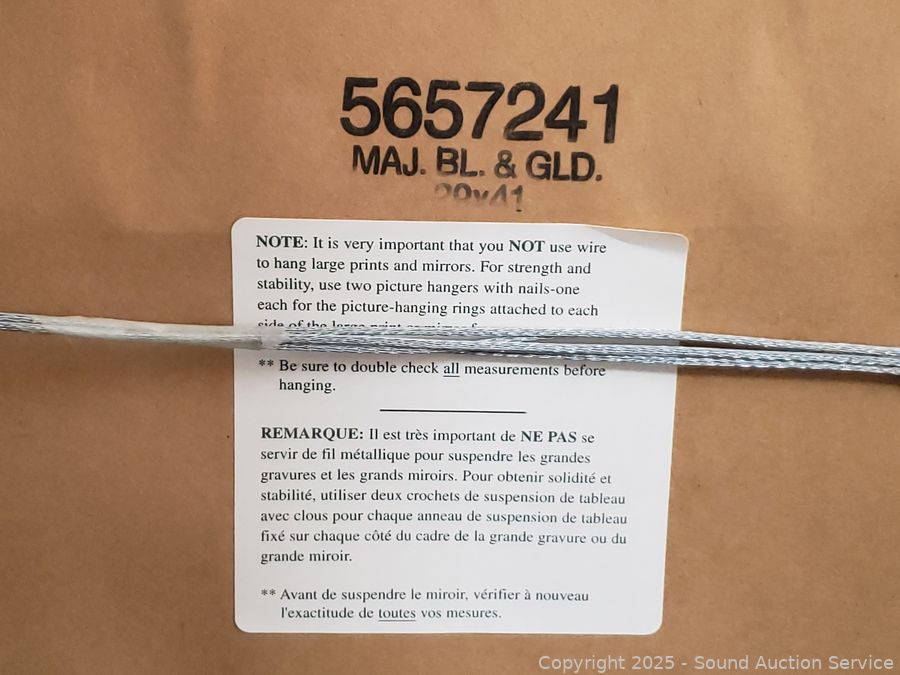 5657241
MAJ. BL. & GLD.
29x41
NOTE: It is very important that you NOT use wire
to hang large prints and mirrors. For strength and
stability, use two picture hangers with nails-one
each for the picture-hanging rings attached to each
side of the large print or mirror
** Be sure to double check all measurements before
hanging.
REMARQUE: Il est très important de NE PAS se
servir de fil métallique pour suspendre les grandes
gravures et les grands miroirs. Pour obtenir solidité et
stabilité, utiliser deux crochets de suspension de tableau
avec clous pour chaque anneau de suspension de tableau
fixé sur chaque côté du cadre de la grande gravure ou du
grande miroir.
** Avant de suspendre le miroir, vérifier à nouveau
l'exactitude de toutes vos mesures.
Copyright 2025 - Sound Auction Service